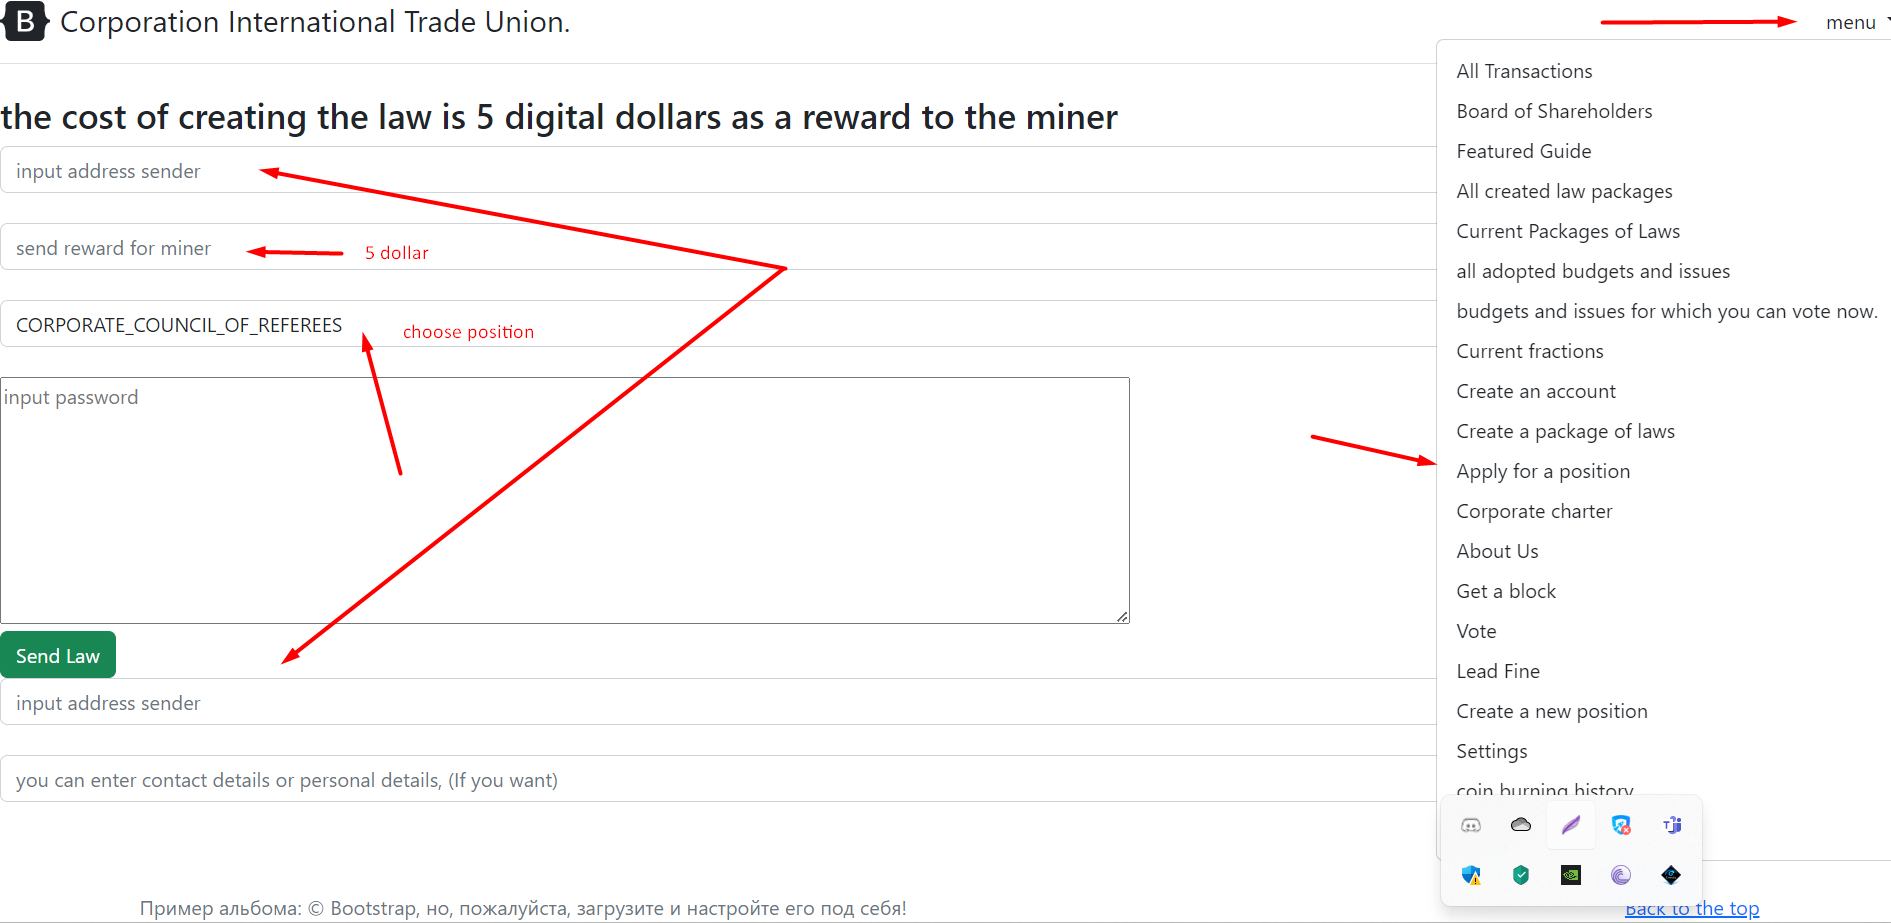 B Corporation International Trade Union.
menu
the cost of creating the law is 5 digital dollars as a reward to the miner
input address sender
send reward for miner
5 dollar
CORPORATE_COUNCIL_OF_REFEREES
choose position
input password
Send Law
input address sender
you can enter contact details or personal details, (If you want)
All Transactions
Board of Shareholders
Featured Guide
All created law packages
Current Packages of Laws
all adopted budgets and issues
budgets and issues for which you can vote now.
Current fractions
Create an account
Create a package of laws
Apply for a position
Corporate charter
About Us
Get a block
Vote
Lead Fine
Create a new position
Settings
coin burning history
Пример альбома: © Bootstrap, но, пожалуйста, загрузите и настройте его под себя!
Back to the top